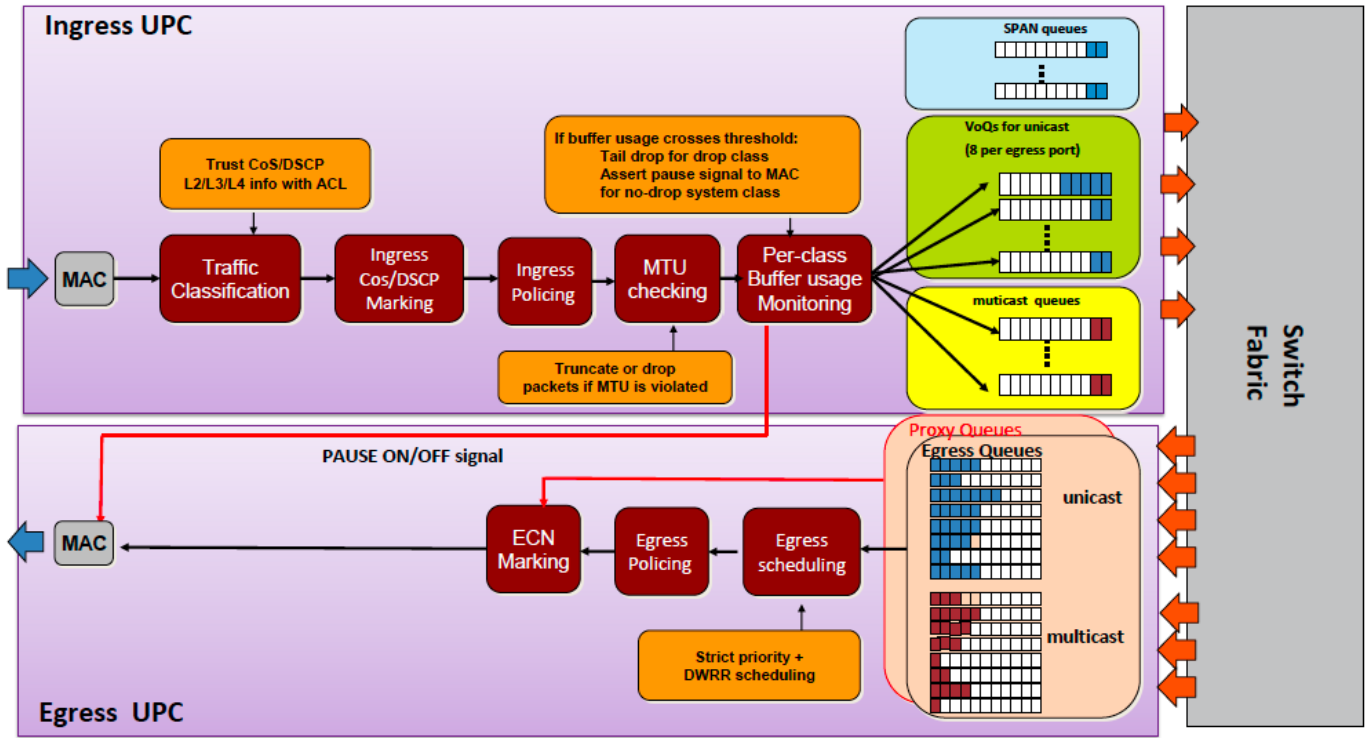 Ingress UPC
SPAN queues
Trust CoS/DSCP
L2/L3/L4 info with ACL
If buffer usage crosses threshold:
Tail drop for drop class
Assert pause signal to MAC
for no-drop system class
VoQs for unicast
(8 per egress port)
MAC
Traffic
Classification
Ingress
Cos/DSCP
Marking
Ingress
Policing
MTU
checking
Per-class
Buffer usage
Monitoring
muticast queues
Truncate or drop
packets if MTU is violated
Switch
Fabric
PAUSE ON/OFF signal
Proxy Queues
Egress Queues
unicast
MAC
ECN
Marking
Egress
Policing
Egress
scheduling
multicast
Strict priority +
DWRR scheduling
Egress UPC